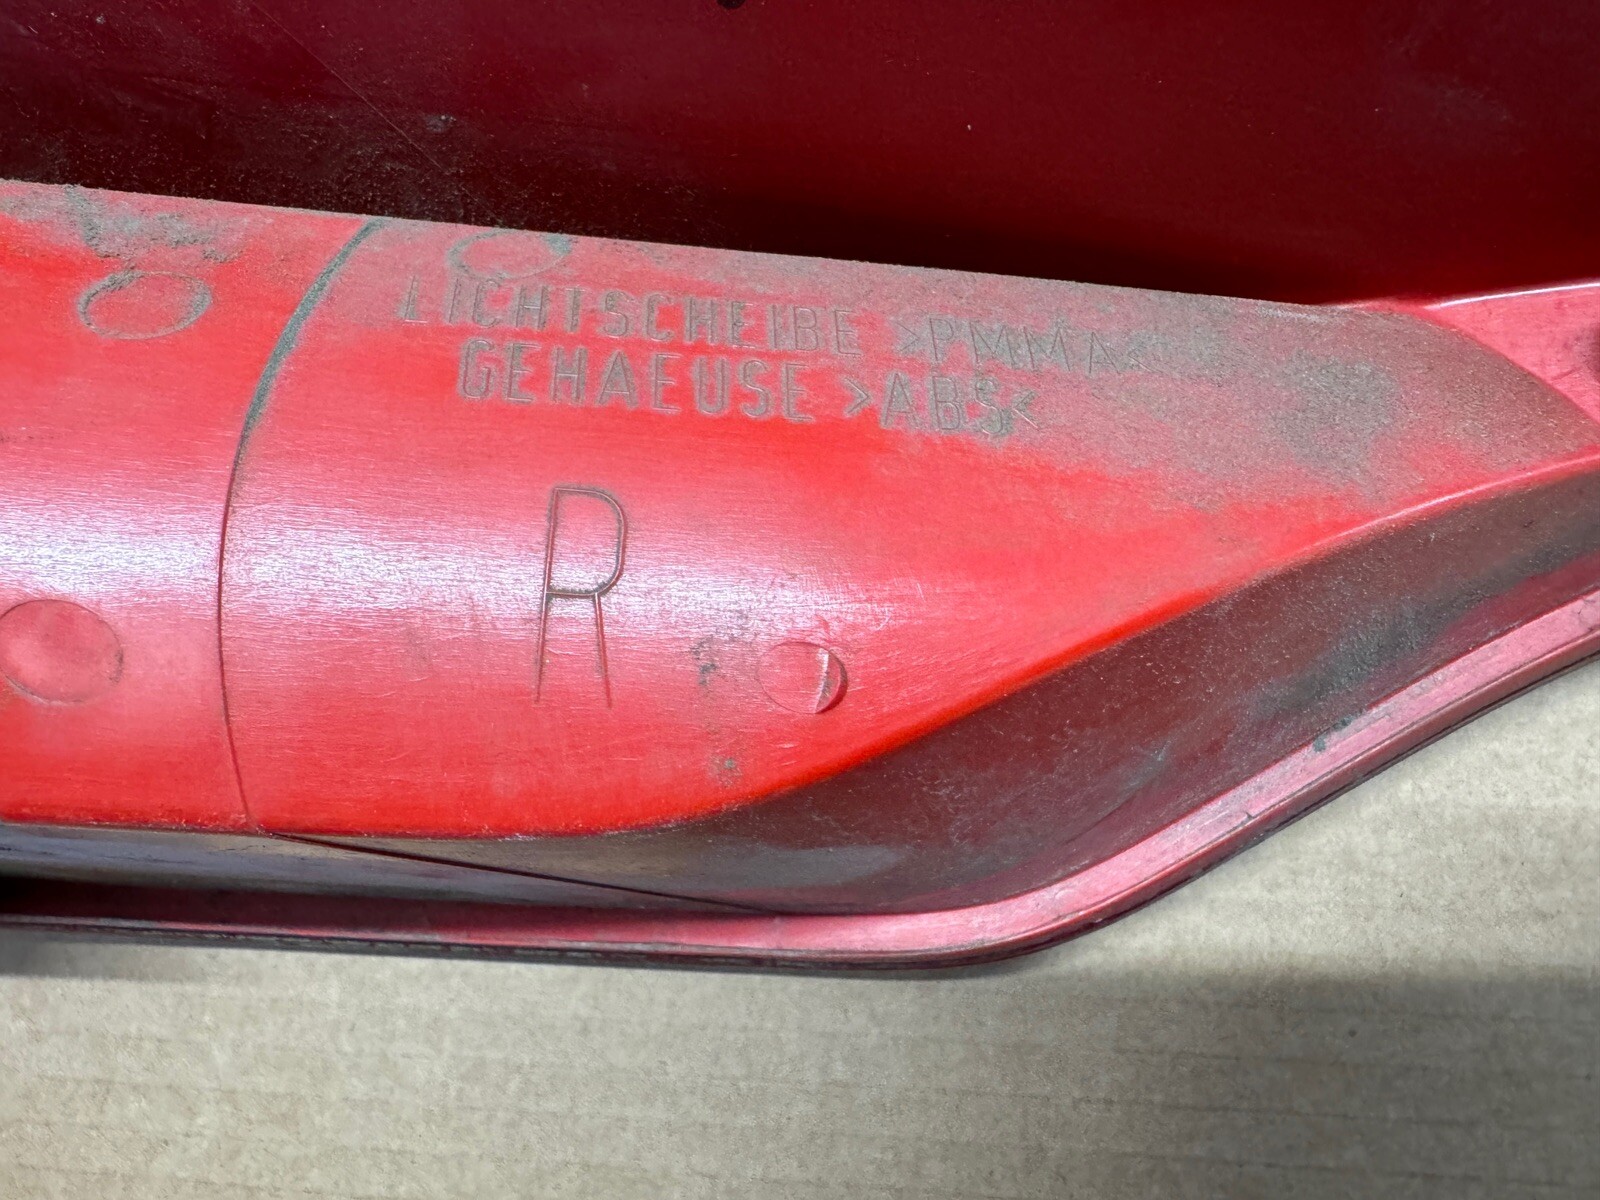 LICHTSCHEIBE >PMMA<
GEHAEUSE >ABS<
R